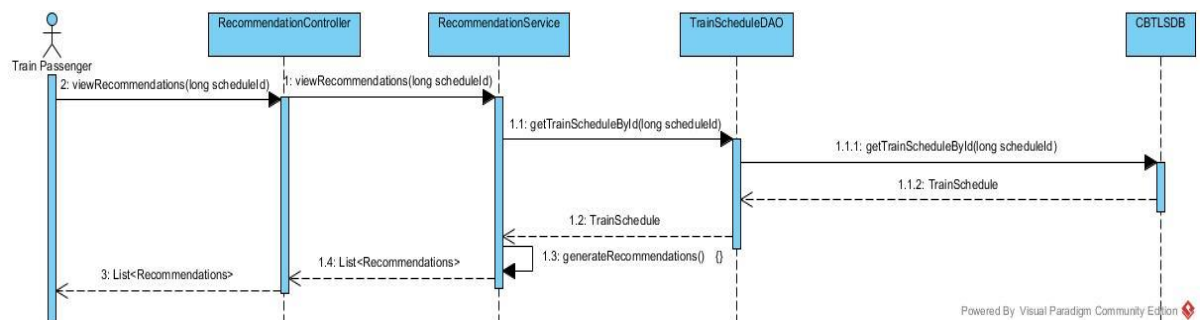 RecommendationController
RecommendationService
TrainScheduleDAO
CBTLSDB
Train Passenger
2: viewRecommendations(long scheduleId)
1: viewRecommendations(long scheduleId)
1.1: getTrainScheduleById(long scheduleId)
1.1.1: getTrainScheduleById(long scheduleId)
1.1.2: TrainSchedule
1.2: TrainSchedule
1.3: generateRecommendations() {}
1.4: List<Recommendations>
3: List<Recommendations>
Powered By Visual Paradigm Community Edition